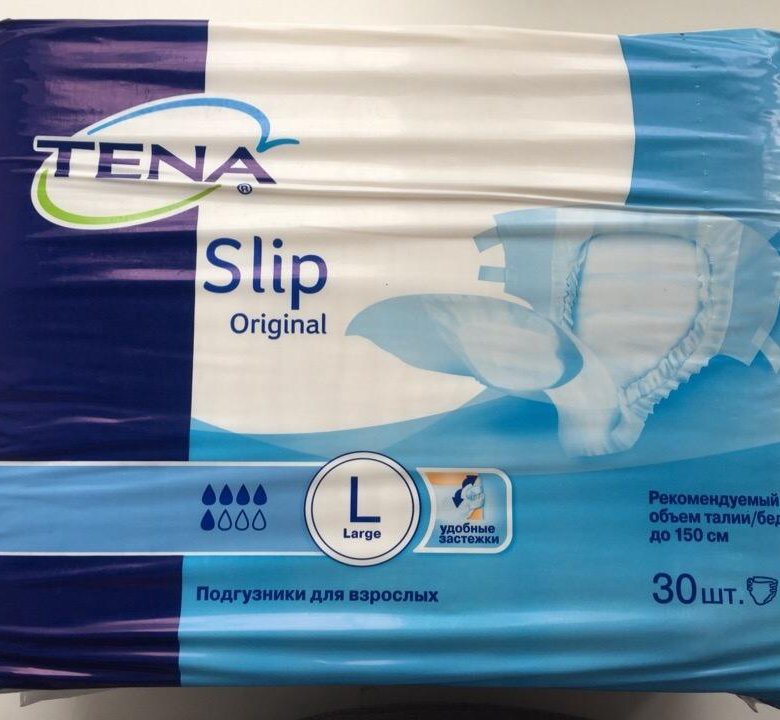 TENA
®
Slip
Original
L
Large
удобные
застежки
Рекомендуемый
объем талии/бед
до 150 см
Подгузники для взрослых
30 шт.